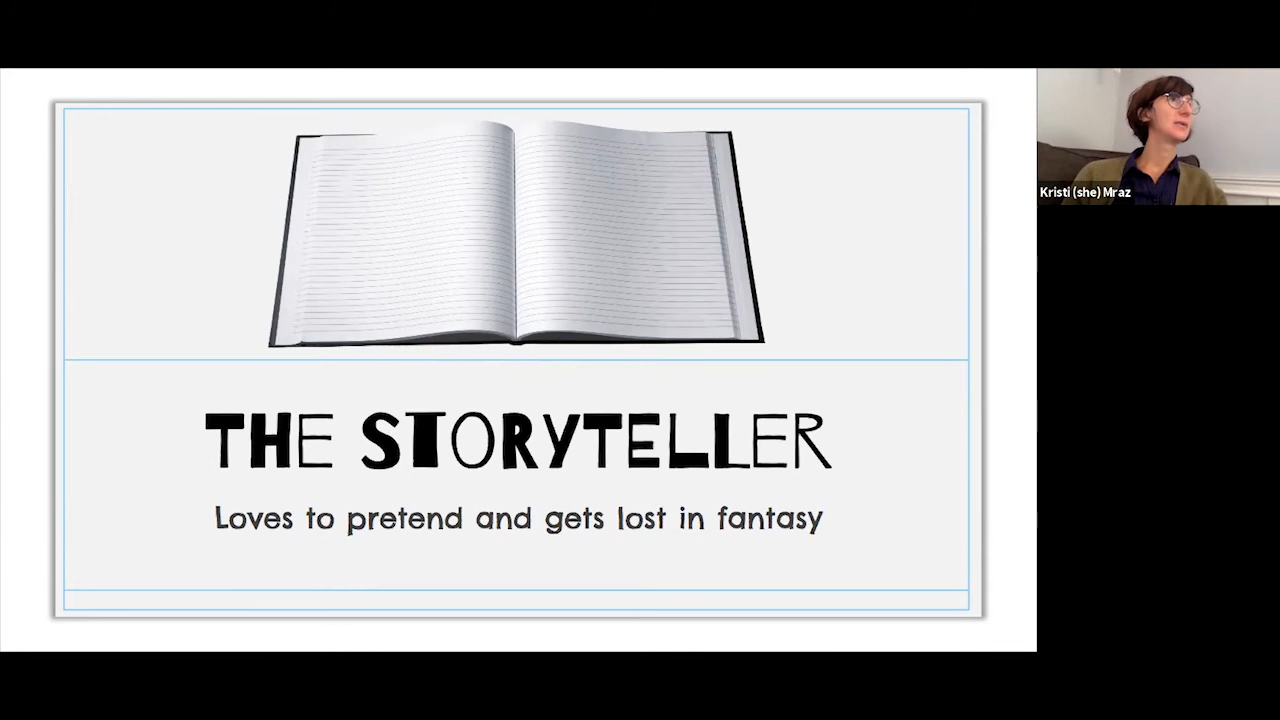 THE STORYTELLER
Loves to pretend and gets lost in fantasy
Kristi (she) Mraz